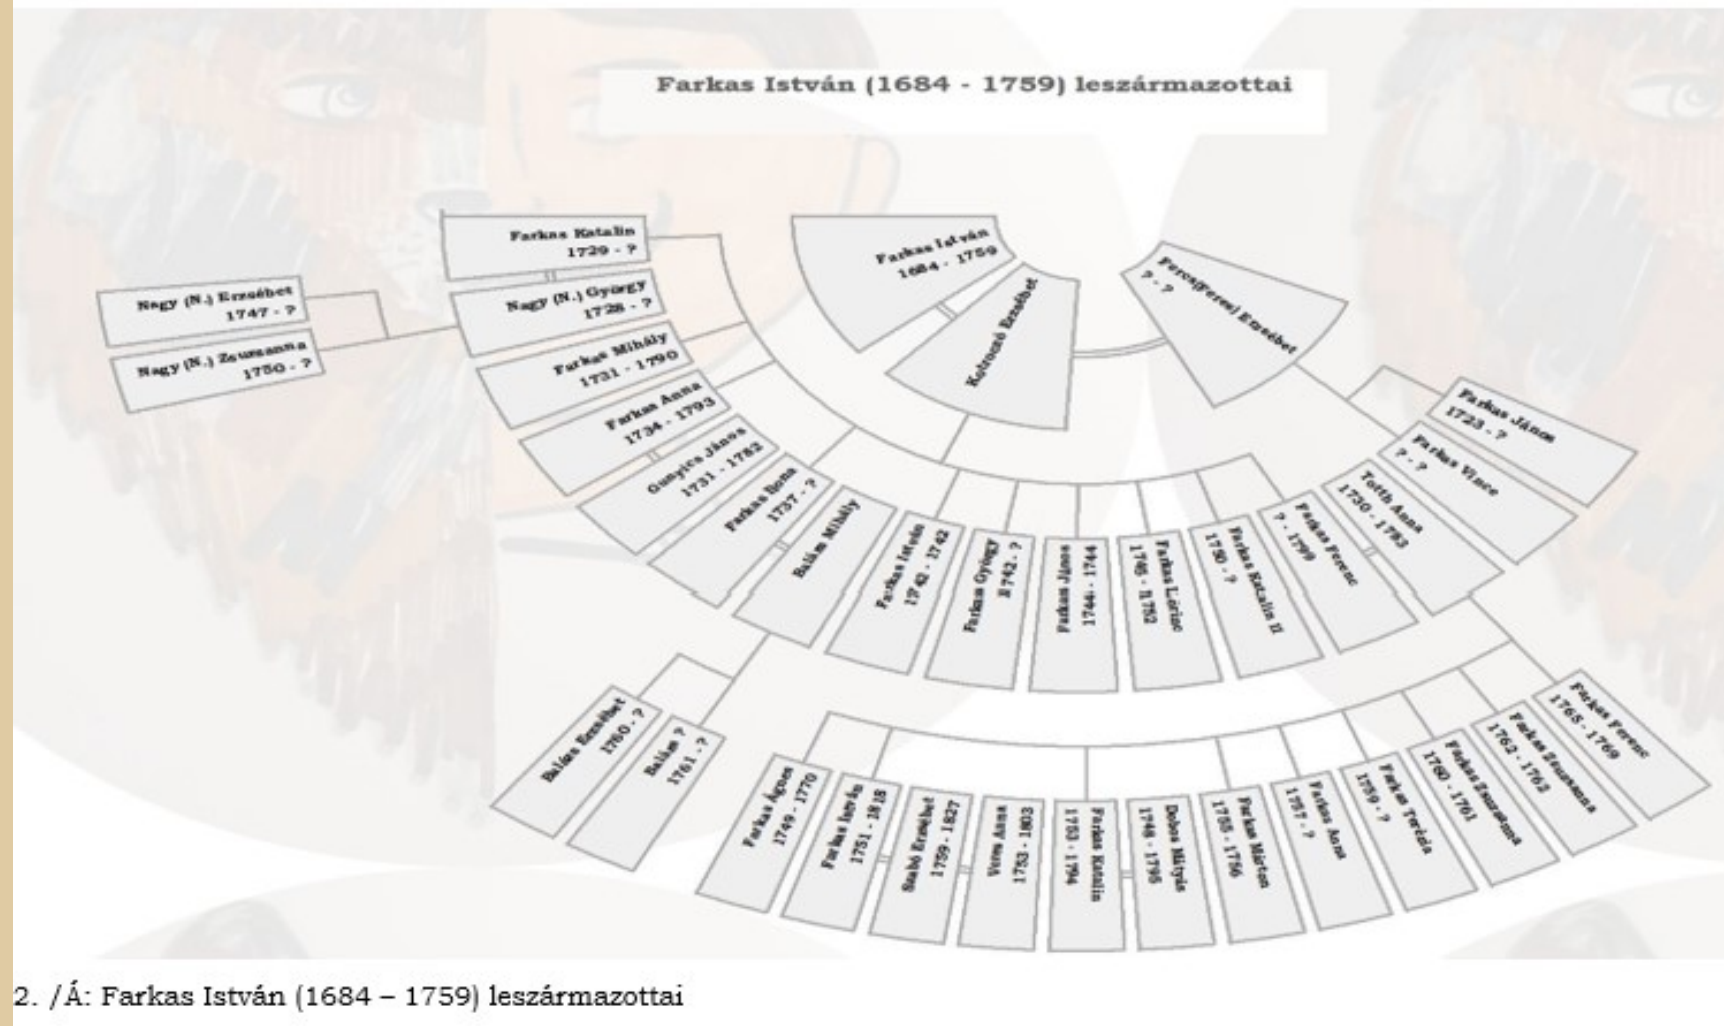 Farkas István (1684 - 1759) leszármazottai
Farkas Katalin
1729 - ?
Nagy (N.) György
1728 - ?
Nagy (N.) Erzsébet
1747 - ?
Nagy (N.) Zsuzsanna
1750 - ?
Farkas Mihály
1731 - 1790
Farkas Anna
1734 - 1793
Gunyics János
1731 - 1782
Farkas Ilona
1737 - ?
Balázs Mihály
Farkas István
1684 - 1759
Kotroczó Erzsébet
Erzsébet
? - ?
Farkas István
1742 - 1742
Farkas György
1742 - ?
Farkas János
1744 - 1744
Farkas Lőrinc
1745 - 1752
Farkas Katalin II
1750 - ?
Farkas Ferenc
? - 1799
Tóth Anna
1730 - 1783
Farkas Vince
? - ?
Farkas János
1723 - ?
Balázs Erzsébet
1760 - ?
Balázs ?
1761 - ?
Farkas Ágnes
1749 - 1770
Farkas István
1751 - 1818
Szabó Erzsébet
1759 - 1827
Veres Anna
1753 - 1803
Farkas Katalin
1753 - 1794
Dobos Mátyás
1748 - 1795
Farkas Márton
1755 - 1756
Farkas Anna
1757 - ?
Farkas Terézia
1759 - ?
Farkas Zsuzsanna
1760 - 1761
Farkas Zsuzsanna
1762 - 1762
Farkas Ferenc
1765 - 1769
2. /Á: Farkas István (1684 – 1759) leszármazottai